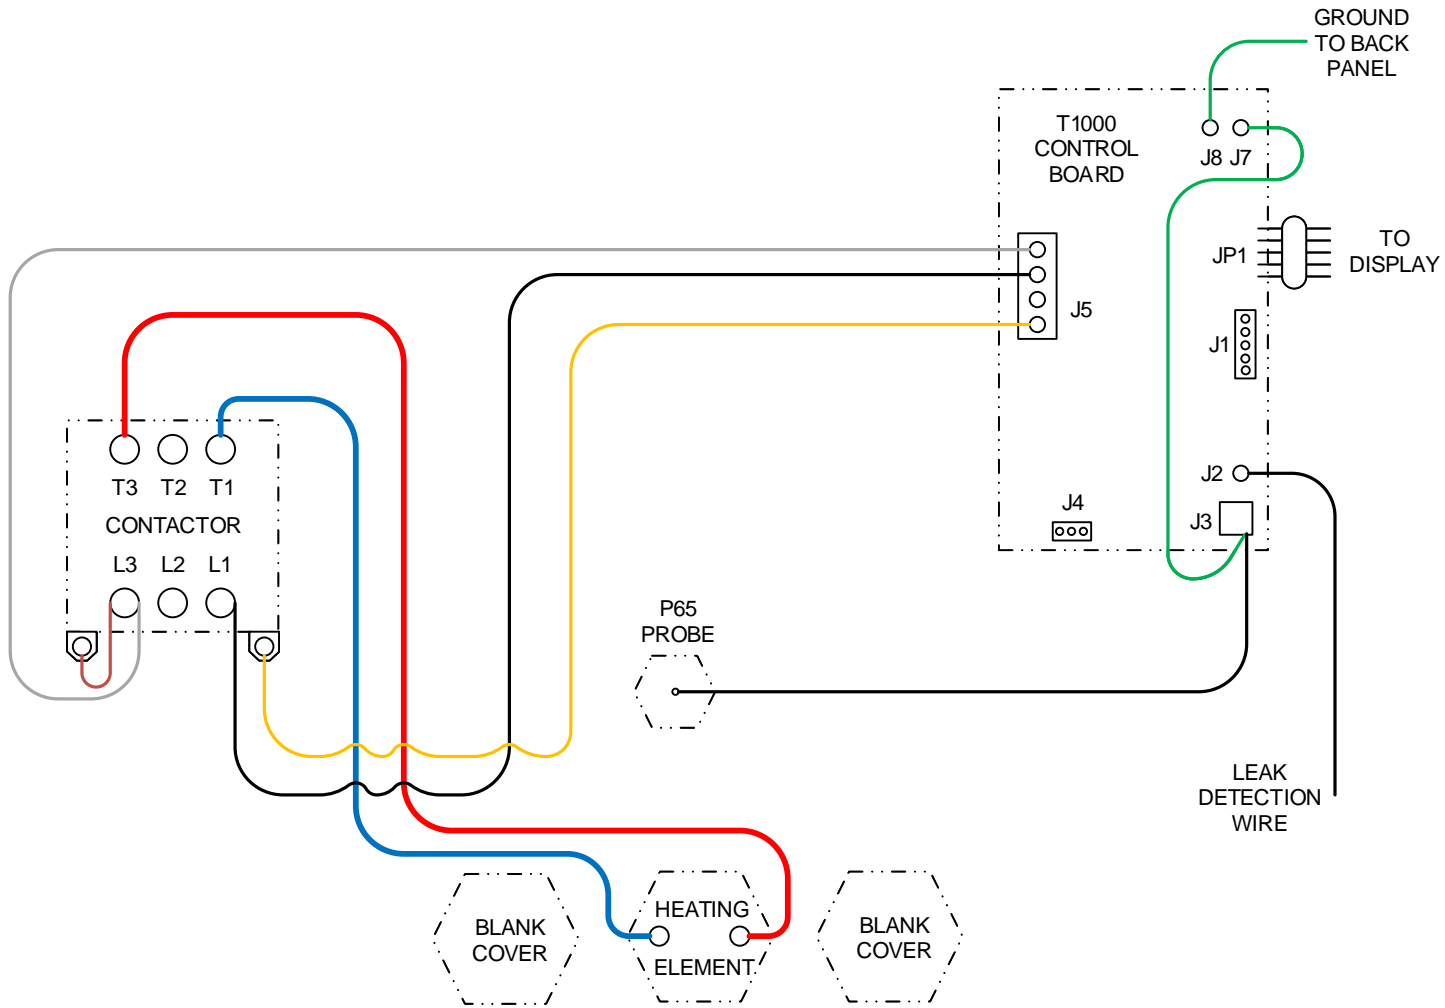 GROUND
TO BACK
PANEL
T1000
CONTROL
BOARD
J8 J7
JP1
TO
DISPLAY
J5
J1
J2
J4
J3
T3 T2 T1
CONTACTOR
L3 L2 L1
P65
PROBE
LEAK
DETECTION
WIRE
BLANK
COVER
HEATING
ELEMENT
BLANK
COVER